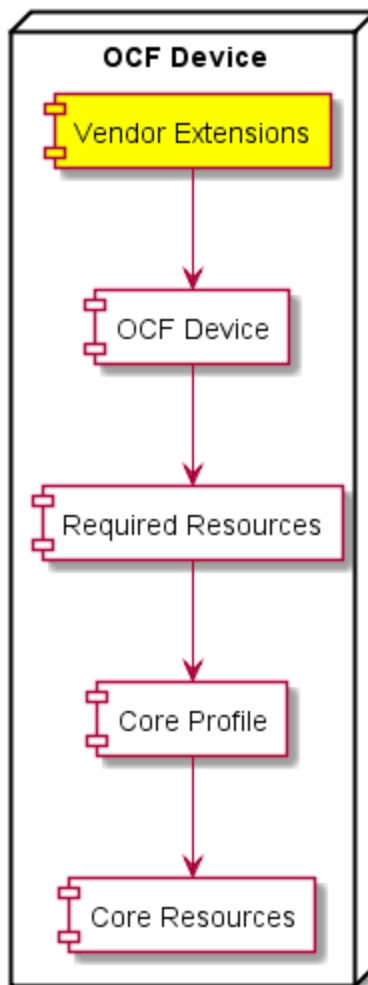 OCF Device
Vendor Extensions
OCF Device
Required Resources
Core Profile
Core Resources